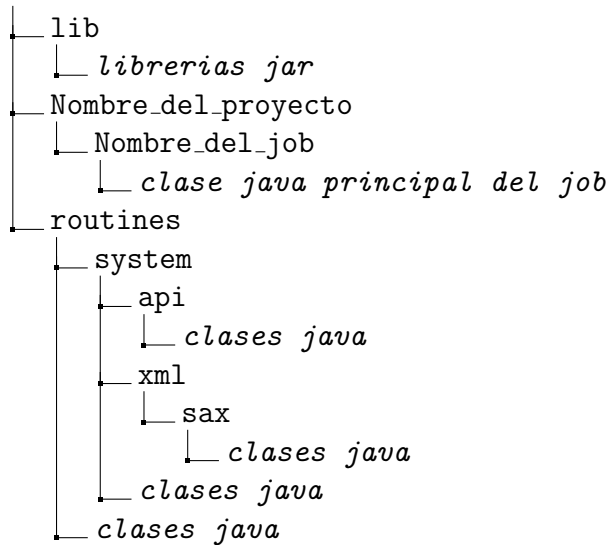 lib
librerias jar
Nombre_del_proyecto
Nombre_del_job
clase java principal del job
routines
system
api
clases java
xml
sax
clases java
clases java
clases java